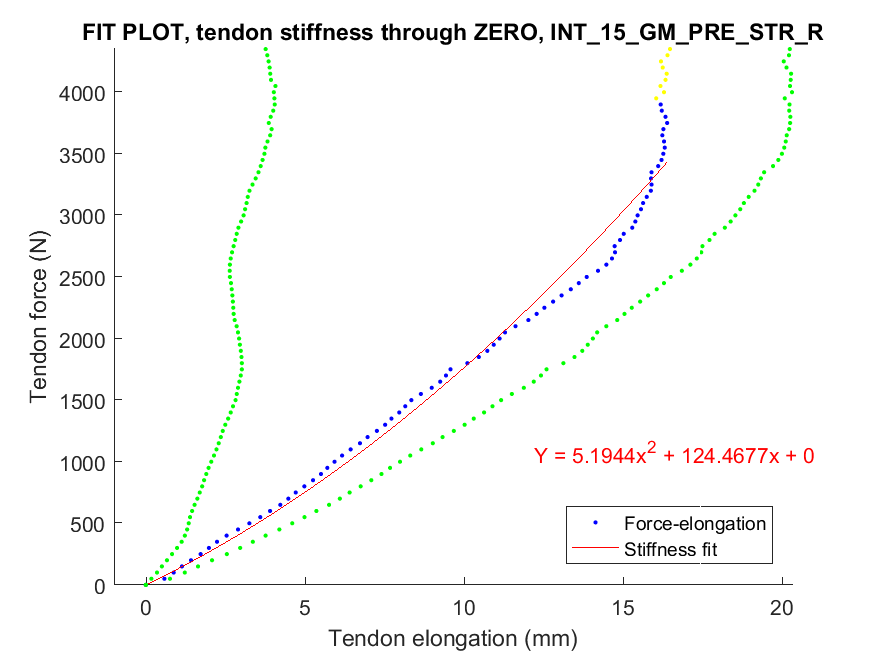 FIT PLOT, tendon stiffness through ZERO, INT_15_GM_PRE_STR_R
4000
3500
3000
2500
2000
1500
1000
500
0
Tendon force (N)
Y = 5.1944x² + 124.4677x + 0
Force-elongation
Stiffness fit
0 5 10 15 20
Tendon elongation (mm)